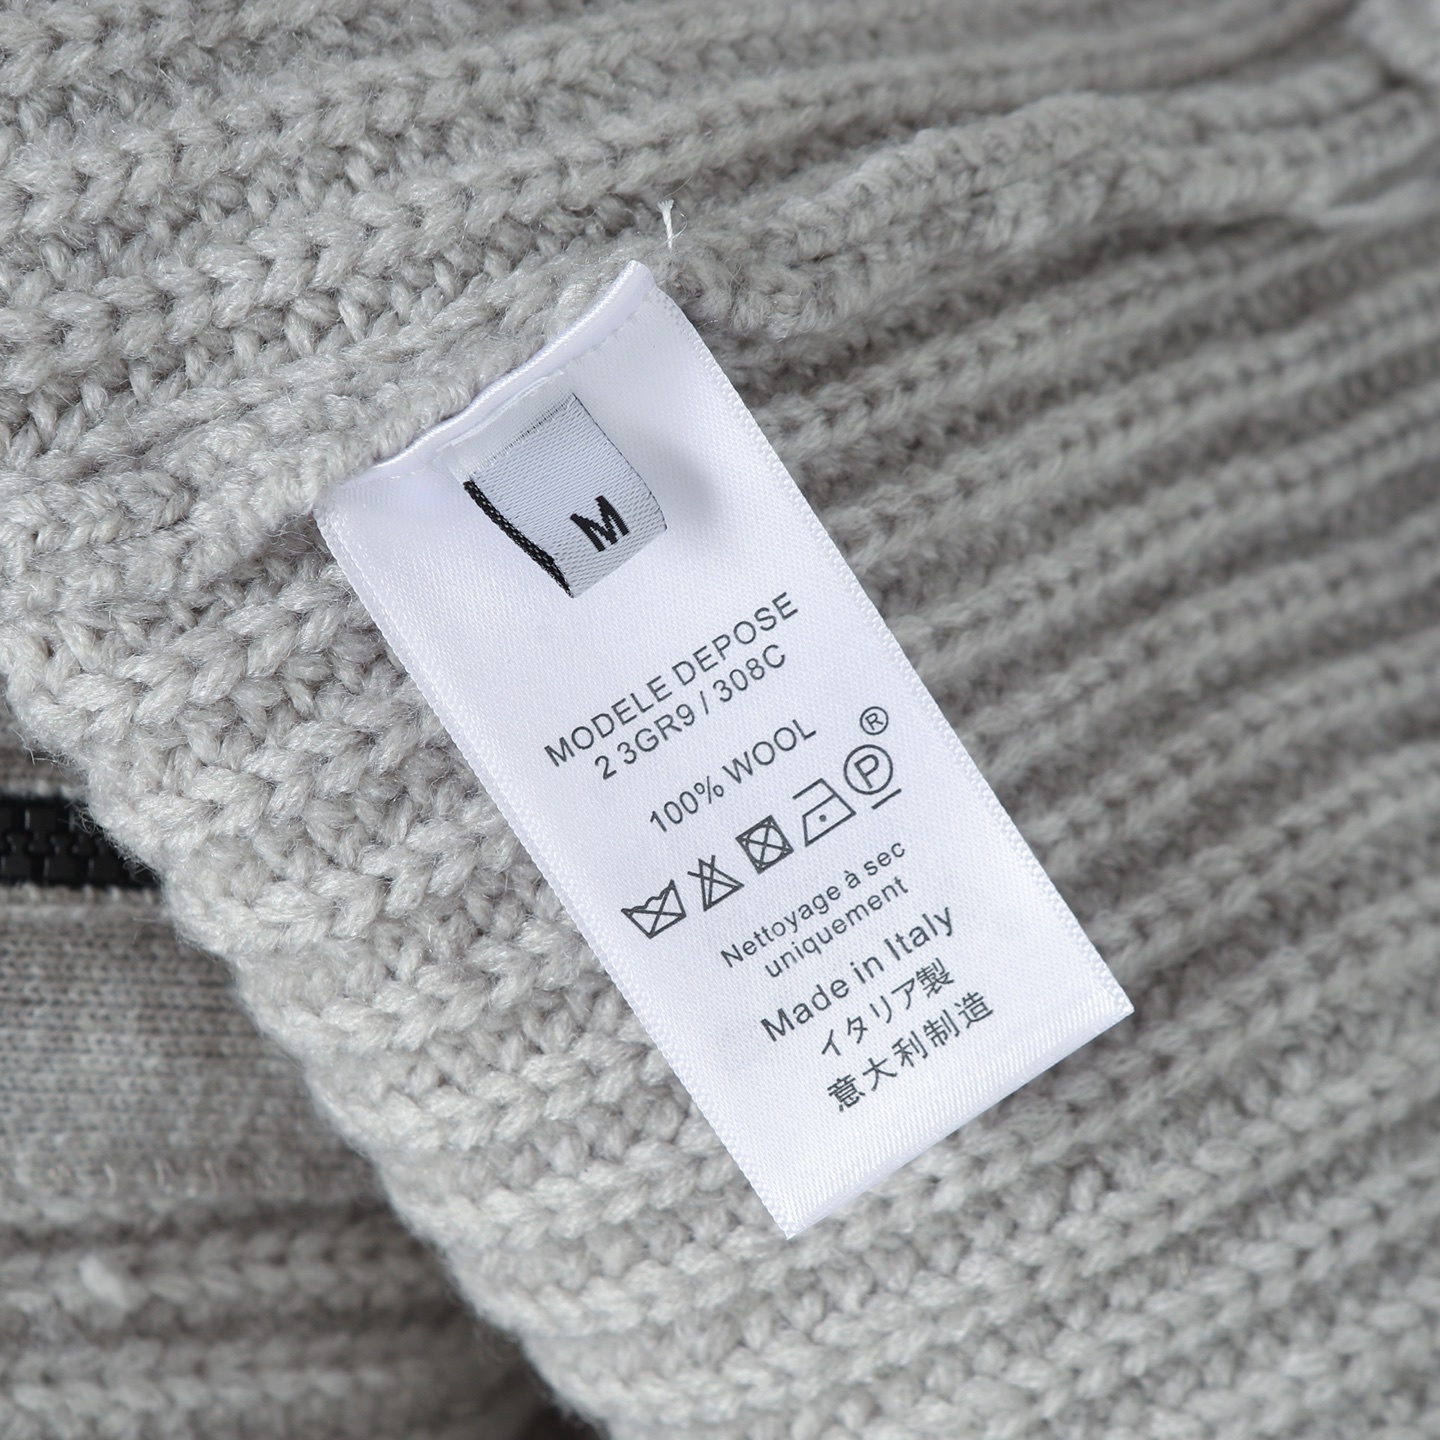 M
MODELE DEPOSE
2 3GR9 / 308C
100% WOOL
®
P
Nettoyage à sec
uniquement
Made in Italy
イタリア製
意大利制造